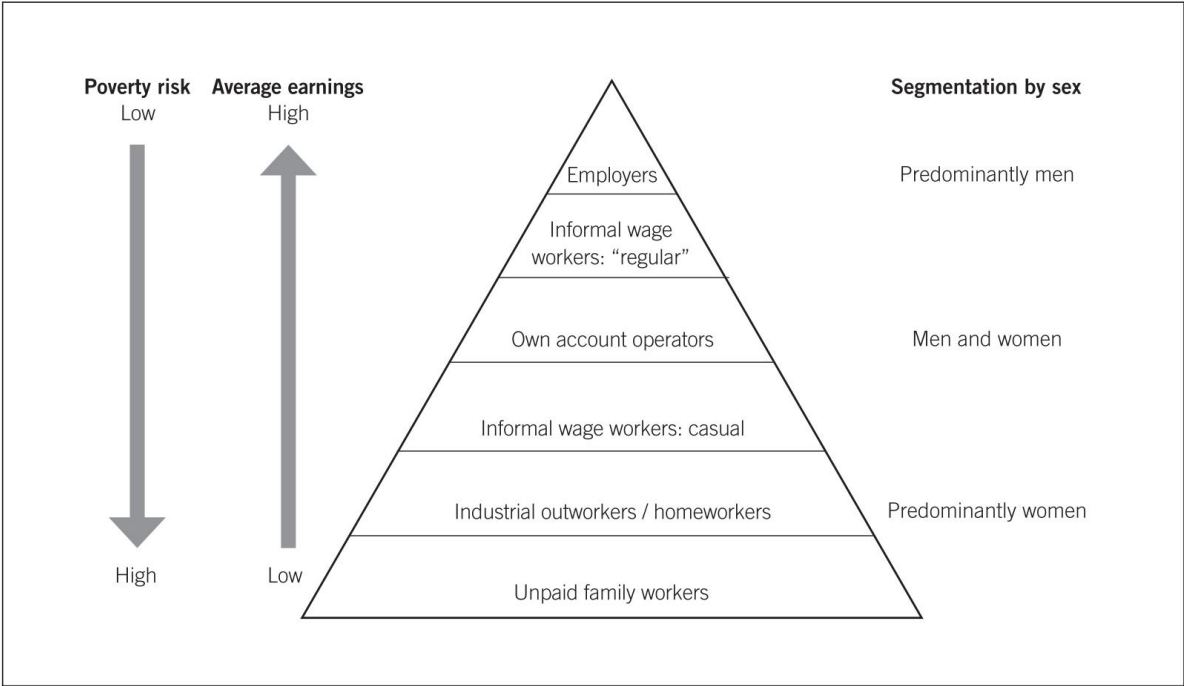 Poverty risk
Low
Average earnings
High
Segmentation by sex
Employers
Predominantly men
Informal wage
workers: “regular”
Own account operators
Men and women
Informal wage workers: casual
Industrial outworkers / homeworkers
Predominantly women
High
Low
Unpaid family workers